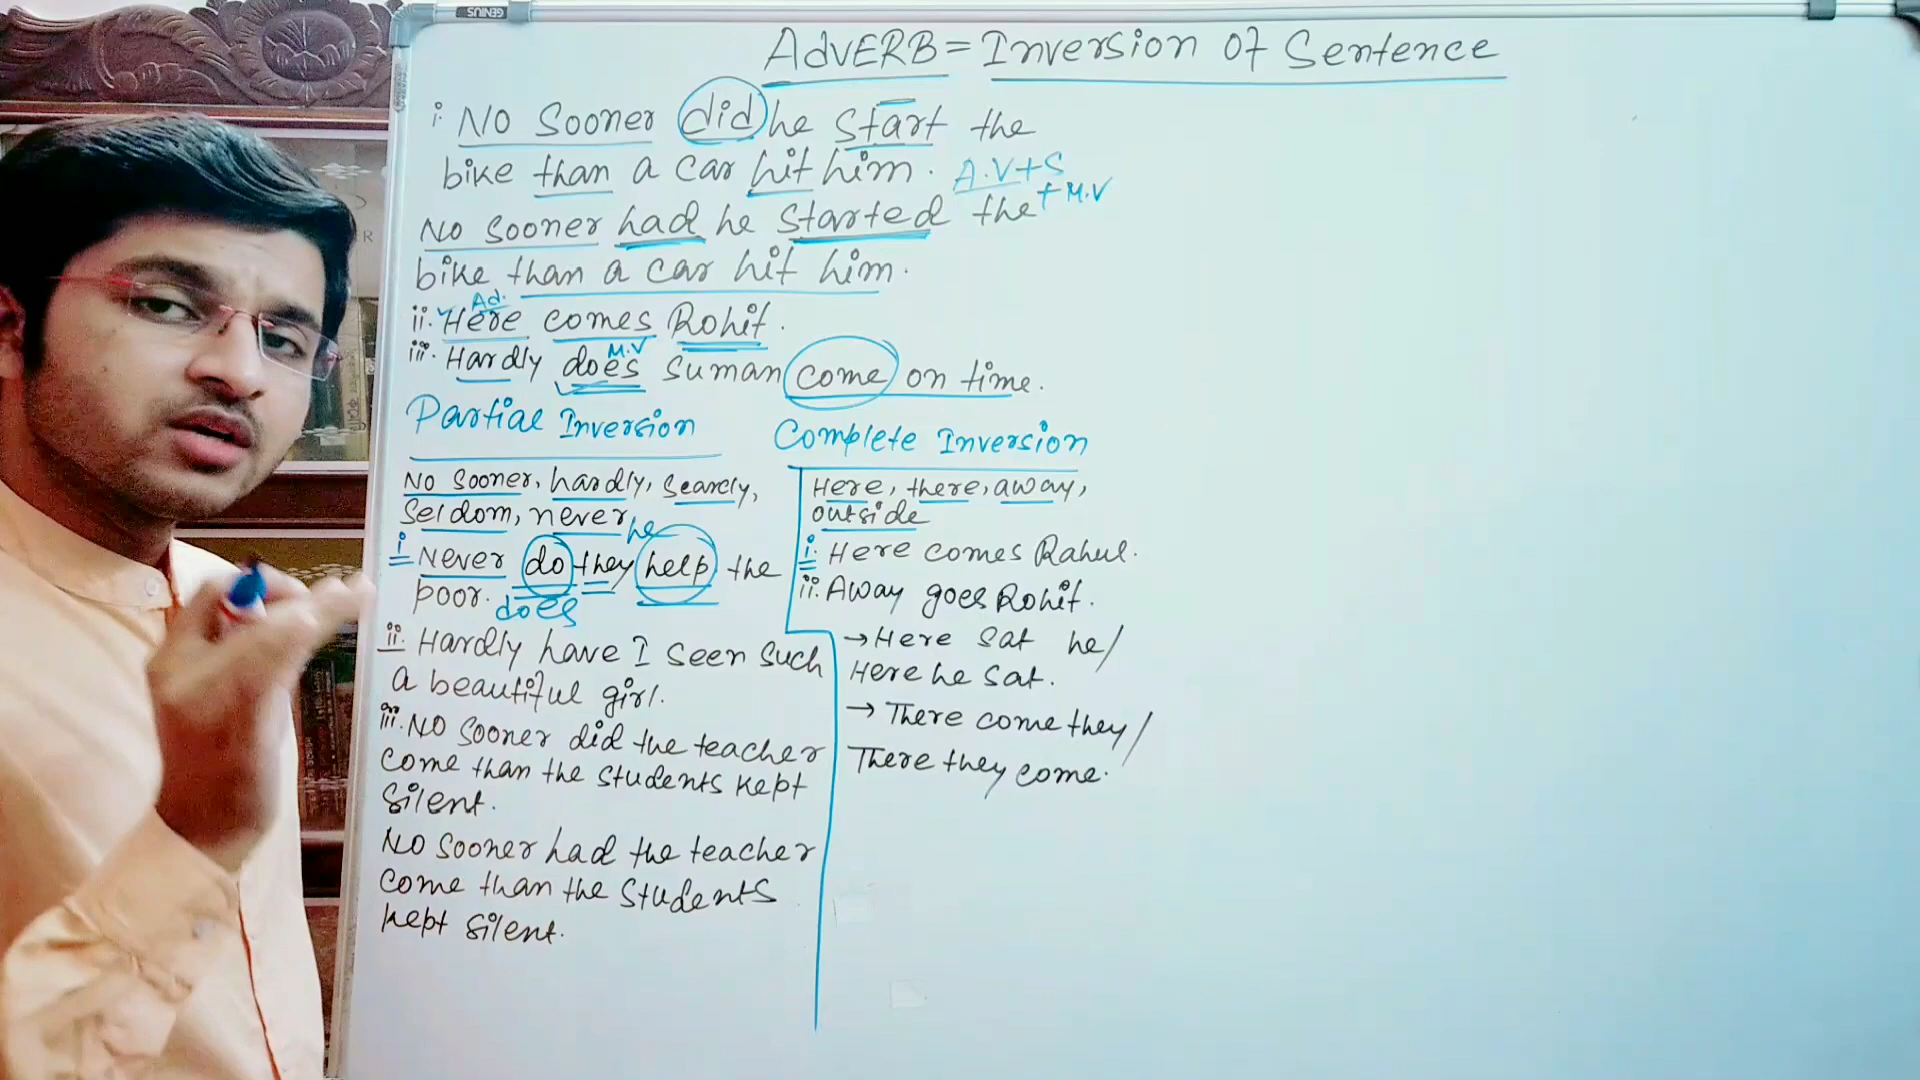 GENIUS
AdVERB = Inversion Of Sentence
i. No Sooner did he start the
bike than a car hit him. A.V+S
+ M.V
No sooner had he started the
bike than a car hit him.
Ad.
ii. Here comes Rohit.
M.V
iii. Hardly does Suman come on time.
Partial Inversion
No sooner, hardly, Scarcely,
Seldom, never
he
i Never do they help the
poor. does
ii. Hardly have I seen such
a beautiful girl.
iii. No sooner did the teacher
come than the students kept
silent.
No sooner had the teacher
come than the students
kept silent.
Complete Inversion
Here, there, away,
outside
i. Here comes Rahul.
ii. Away goes Rohit.
→ Here sat he/
Here he sat.
→ There come they/
There they come.